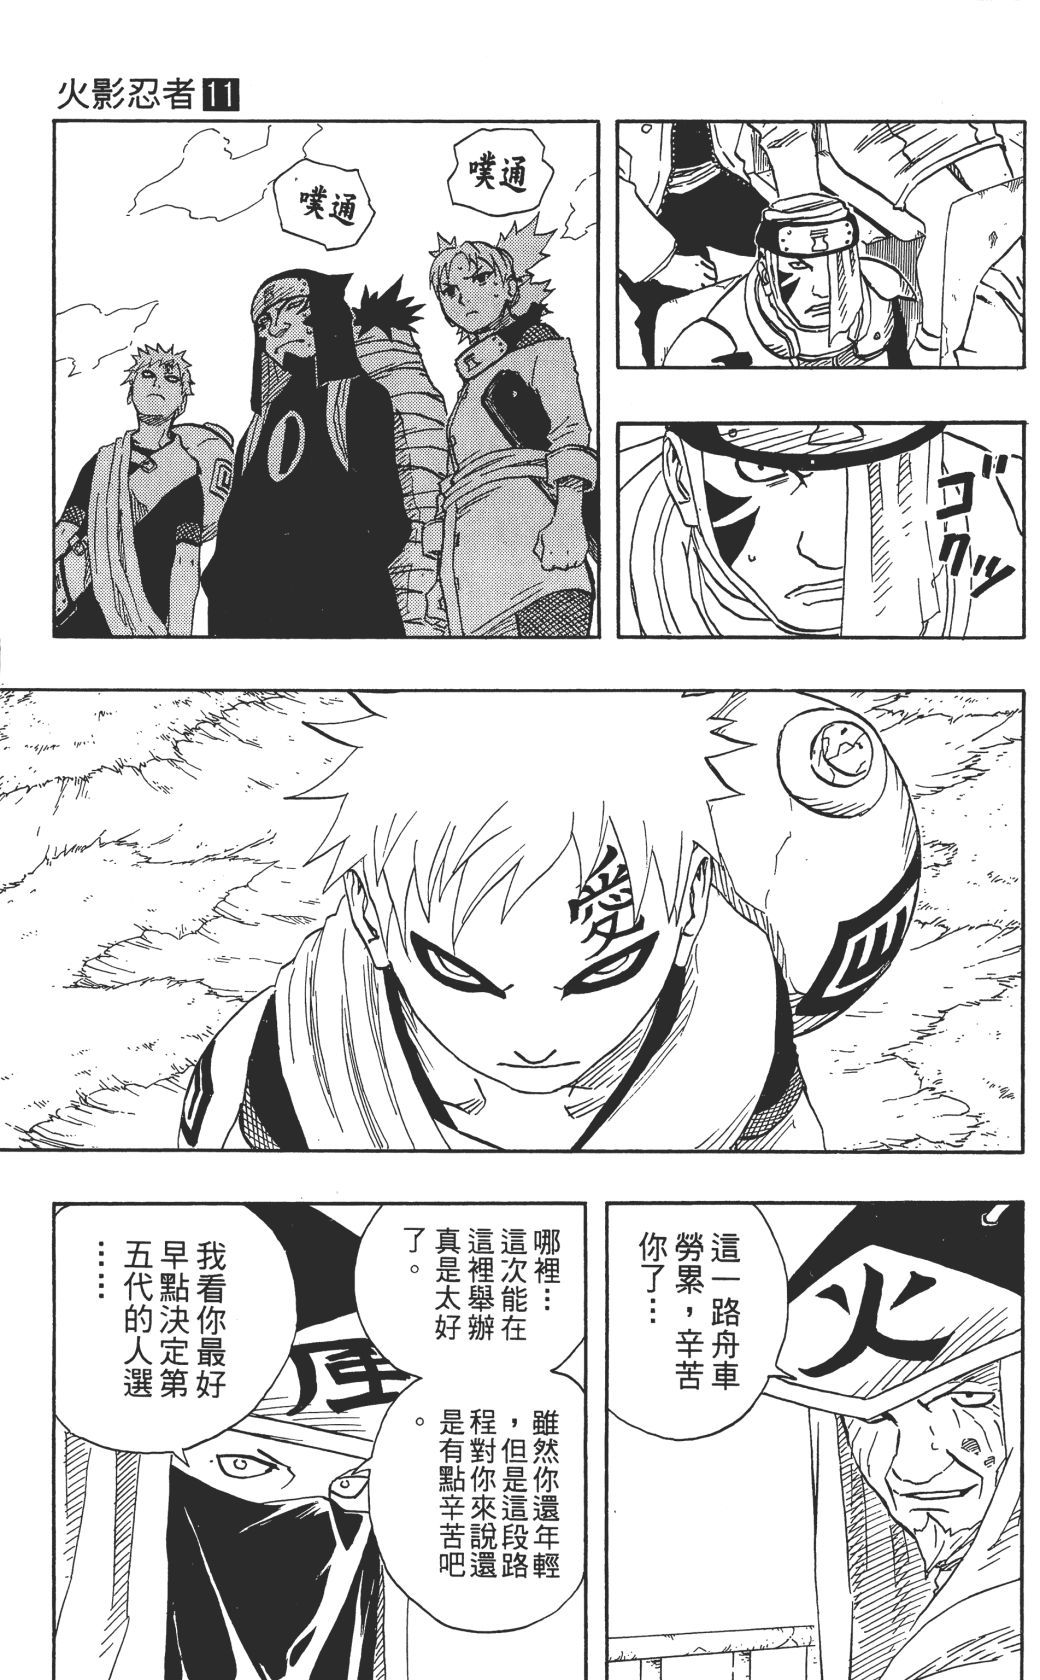 火影忍者11
ゴクッ
噗通
噗通
愛
火
這一路舟車
勞累，辛苦
你了…
哪裡…
這次能在
這裡舉辦
真是太好
了。
雖然你還年輕
，但是這段路
程對你來說還
是有點辛苦吧
。
我看你最好
早點決定第
五代的人選
……